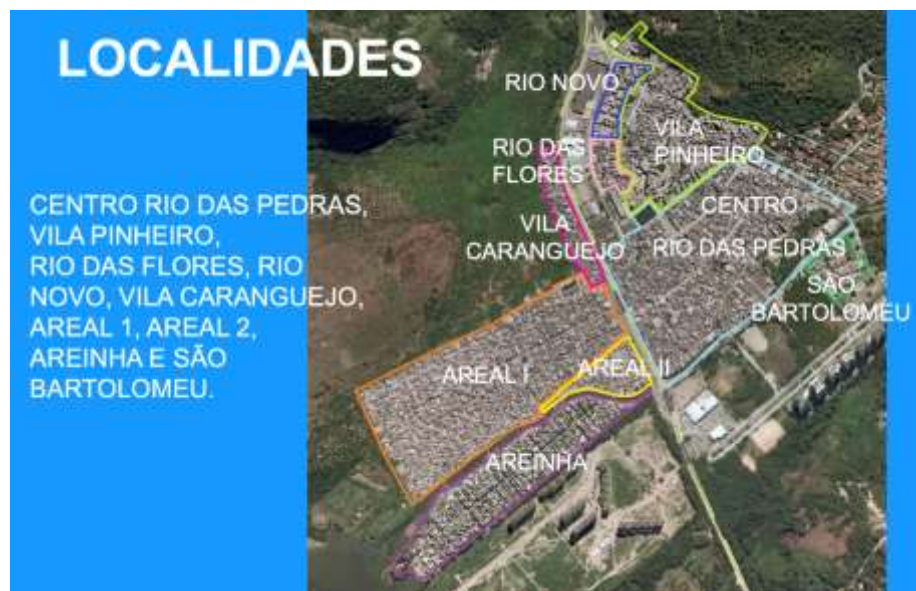 LOCALIDADES
CENTRO RIO DAS PEDRAS,
VILA PINHEIRO,
RIO DAS FLORES, RIO
NOVO, VILA CARANGUEJO,
AREAL 1, AREAL 2,
AREINHA E SÃO
BARTOLOMEU.
RIO NOVO
VILA
PINHEIRO
RIO DAS
FLORES
CENTRO
VILA
CARANGUEJO
RIO DAS PEDRAS
SÃO
BARTOLOMEU
AREAL I
AREAL II
AREINHA